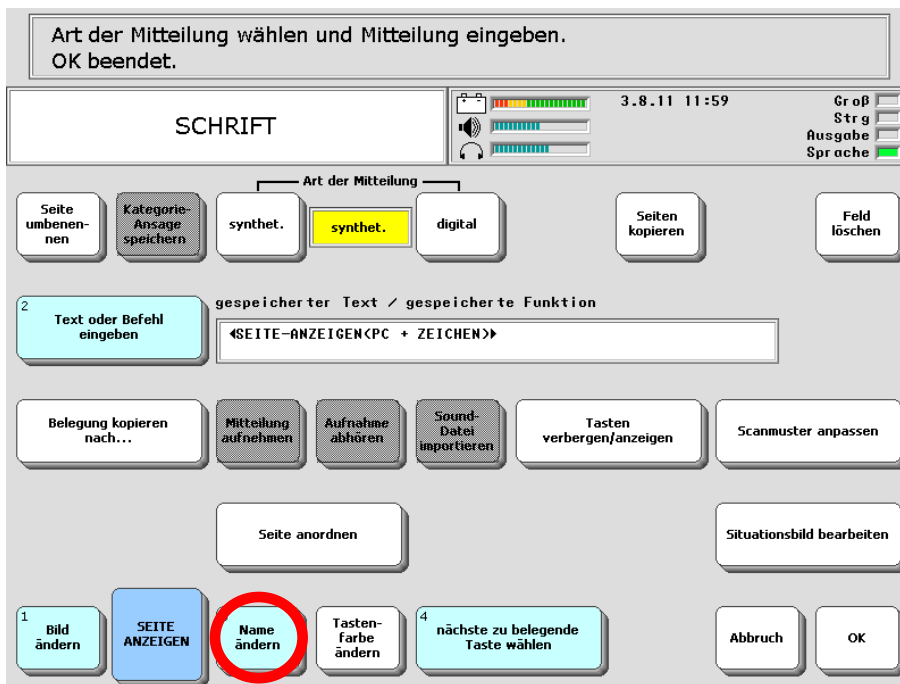 Art der Mitteilung wählen und Mitteilung eingeben.
OK beendet.
SCHRIFT
3.8.11 11:59
Groß
Strg
Ausgabe
Sprache
Art der Mitteilung
Seite
umbenen-
nen
Kategorie-
Ansage
speichern
synthet.
synthet.
digital
Seiten
kopieren
Feld
löschen
2
Text oder Befehl
eingeben
gespeicherter Text / gespeicherte Funktion
SEITE-ANZEIGEN<PC + ZEICHEN>
Belegung kopieren
nach...
Mitteilung
aufnehmen
Aufnahme
abhören
Sound-
Datei
importieren
Tasten
verbergen/anzeigen
Scanmuster anpassen
Seite anordnen
Situationsbild bearbeiten
1
Bild
ändern
SEITE
ANZEIGEN
Name
ändern
Tasten-
farbe
ändern
4
nächste zu belegende
Taste wählen
Abbruch
OK